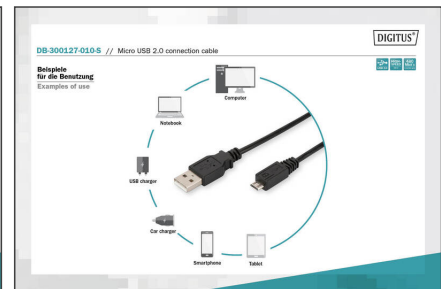 DIGITUS®
DB-300127-010-S // Micro USB 2.0 connection cable
Beispiele
für die Benutzung
Examples of use
Computer
Notebook
USB charger
Car charger
Smartphone
Tablet